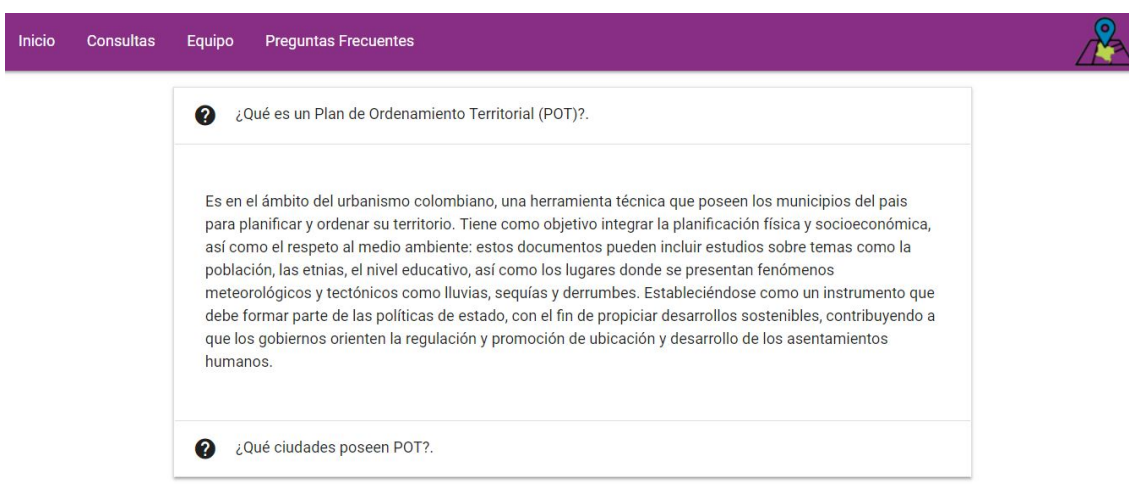 Inicio Consultas Equipo Preguntas Frecuentes
¿Qué es un Plan de Ordenamiento Territorial (POT)?.
Es en el ámbito del urbanismo colombiano, una herramienta técnica que poseen los municipios del pais
para planificar y ordenar su territorio. Tiene como objetivo integrar la planificación física y socioeconómica,
así como el respeto al medio ambiente: estos documentos pueden incluir estudios sobre temas como la
población, las etnias, el nivel educativo, así como los lugares donde se presentan fenómenos
meteorológicos y tectónicos como lluvias, sequías y derrumbes. Estableciéndose como un instrumento que
debe formar parte de las políticas de estado, con el fin de propiciar desarrollos sostenibles, contribuyendo a
que los gobiernos orienten la regulación y promoción de ubicación y desarrollo de los asentamientos
humanos.
¿Qué ciudades poseen POT?.